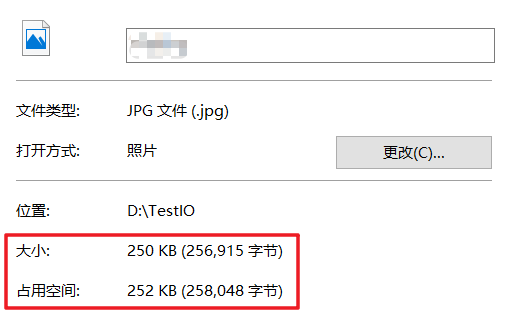 文件类型: JPG 文件 (.jpg)
打开方式: 照片 更改(C)...
位置: D:\TestIO
大小: 250 KB (256,915 字节)
占用空间: 252 KB (258,048 字节)